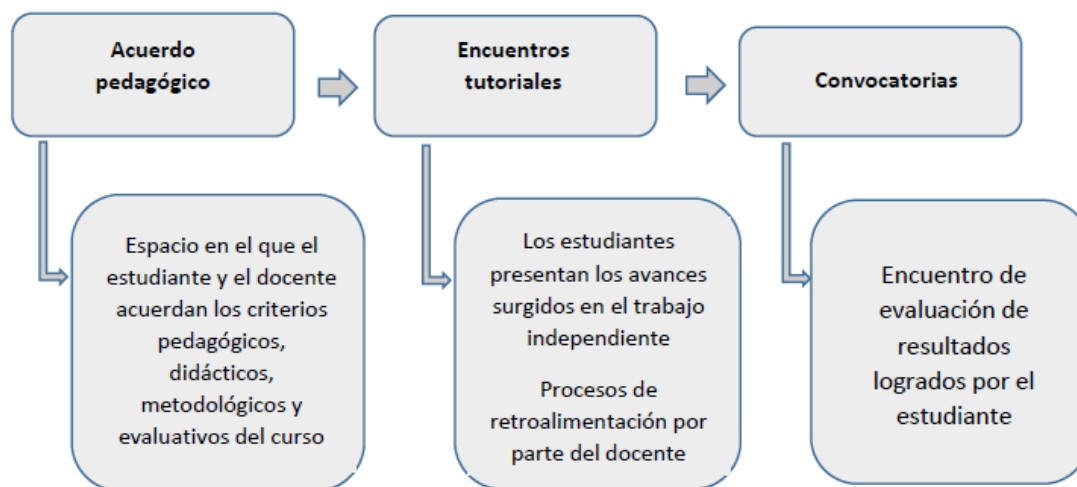 Acuerdo
pedagógico
Encuentros
tutoriales
Convocatorias
Espacio en el que el
estudiante y el docente
acuerdan los criterios
pedagógicos,
didácticos,
metodológicos y
evaluativos del curso
Los estudiantes
presentan los avances
surgidos en el trabajo
independiente
Procesos de
retroalimentación por
parte del docente
Encuentro de
evaluación de
resultados
logrados por el
estudiante